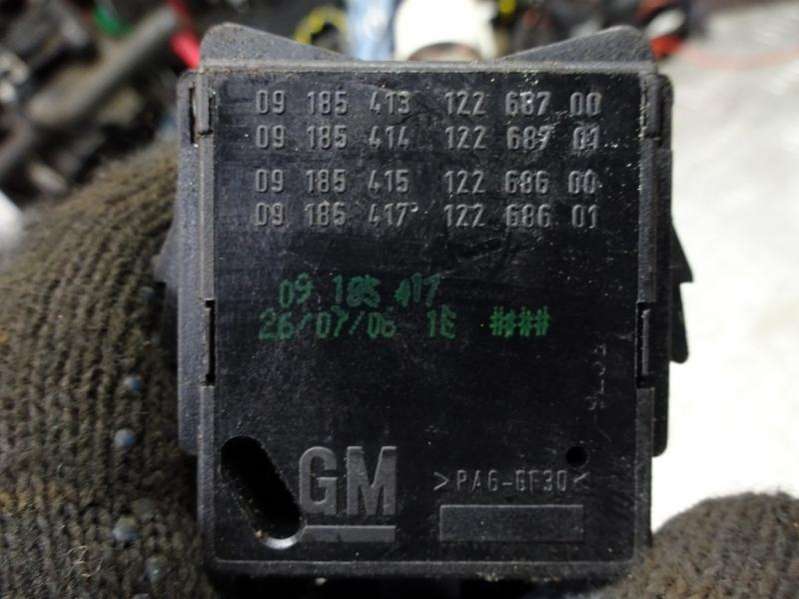 09 185 413 122 687 00
09 185 414 122 687 01
09 185 415 122 686 00
09 185 417 122 686 01
09 185 417
26/07/06 1E ####
GM >PA6-GF30<